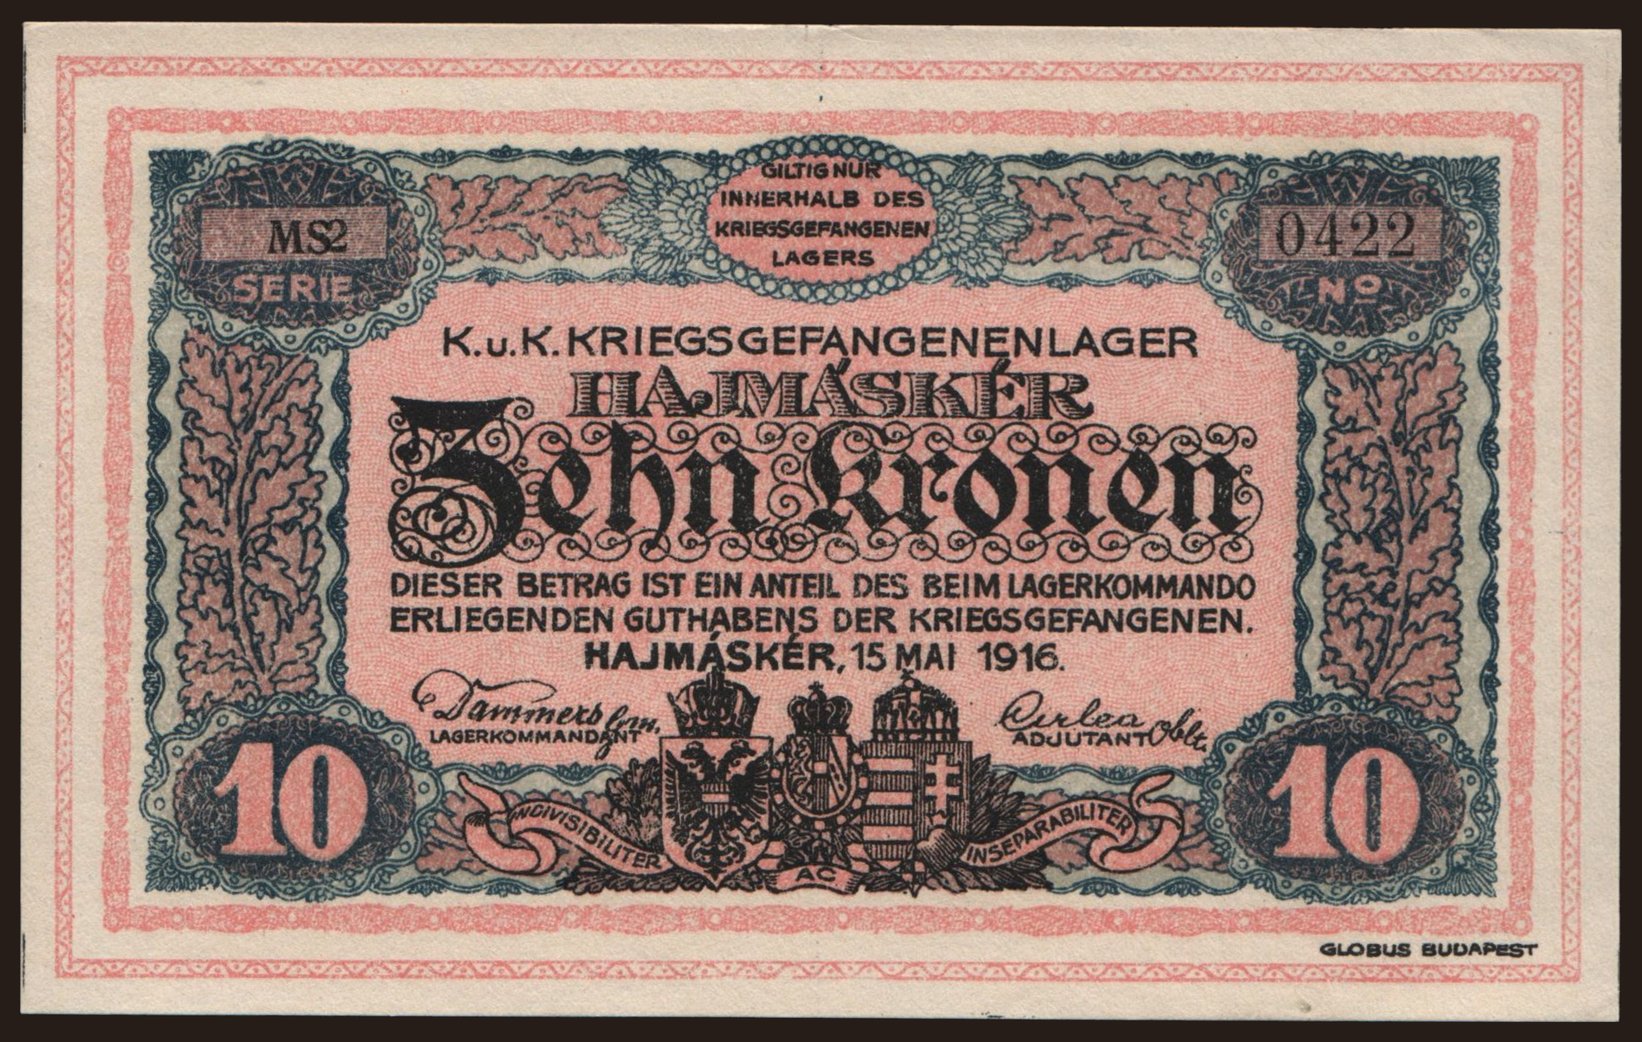 GILTIG NUR
INNERHALB DES
KRIEGSGEFANGENEN
LAGERS
MS2
SERIE
0422
No
K.u.K. KRIEGSGEFANGENENLAGER
HAJMÁSKÉR
Zehn Kronen
DIESER BETRAG IST EIN ANTEIL DES BEIM LAGERKOMMANDO
ERLIEGENDEN GUTHABENS DER KRIEGSGEFANGENEN.
HAJMÁSKÉR, 15 MAI 1916.
Dammers
LAGERKOMMANDANT
Oblt.
ADJUTANT
10
10
INDIVISIBILITER
AC
INSEPARABILITER
GLOBUS BUDAPEST